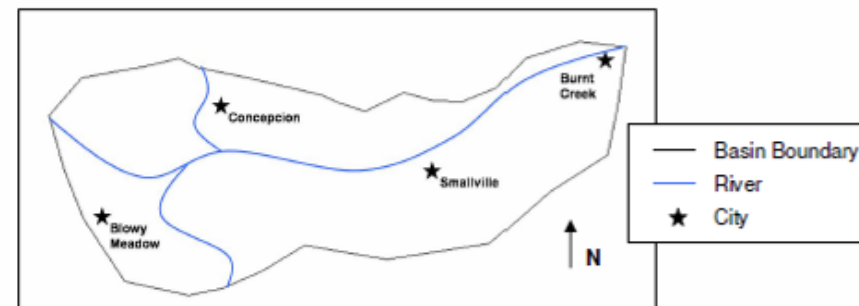 Burnt
Creek
Concepcion
Smallville
Blowy
Meadow
N
Basin Boundary
River
City